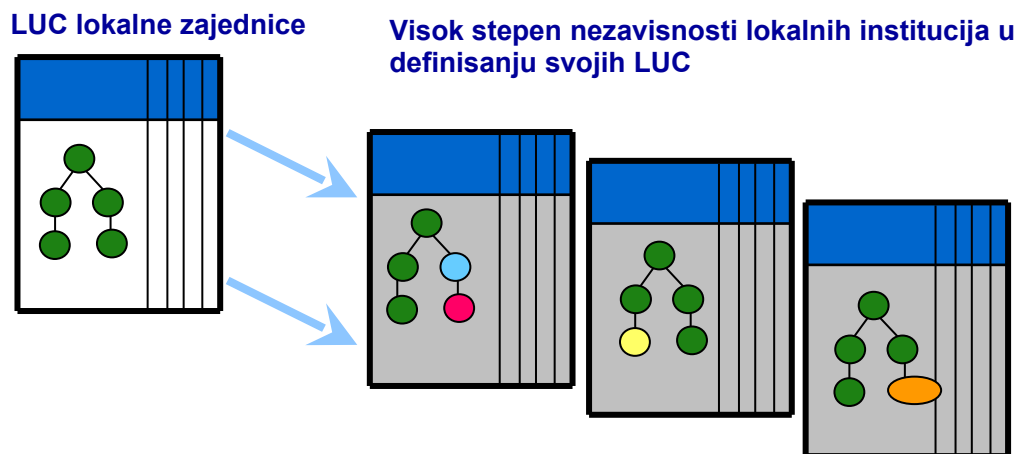 LUC lokalne zajednice
Visok stepen nezavisnosti lokalnih institucija u
definisanju svojih LUC